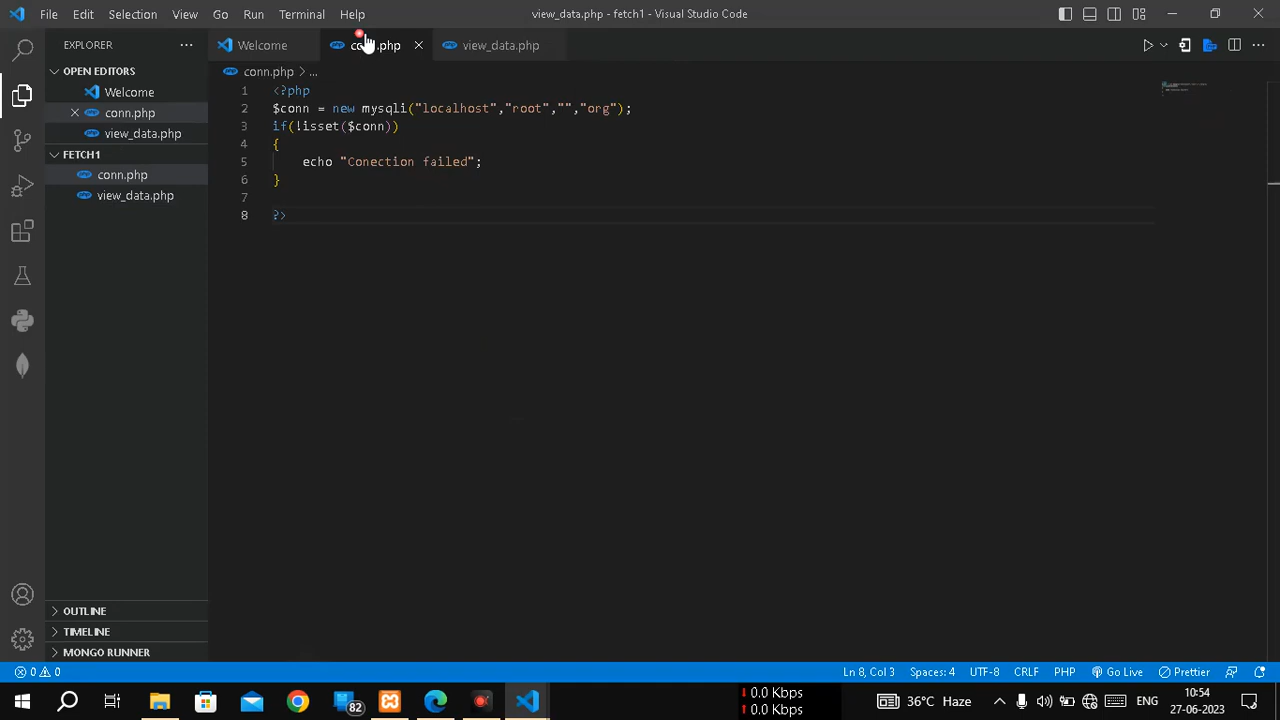 File Edit Selection View Go Run Terminal Help
view_data.php - fetch1 - Visual Studio Code
EXPLORER
OPEN EDITORS
Welcome
conn.php
view_data.php
FETCH1
conn.php
view_data.php
OUTLINE
TIMELINE
MONGO RUNNER
Welcome
.php
view_data.php
conn.php > ...
1 <?php
2 $conn = new mysqli("localhost","root","","org");
3 if(!isset($conn))
4 {
5 echo "Conection failed";
6 }
7
8 ?>
0 0
Ln 8, Col 3 Spaces: 4 UTF-8 CRLF PHP Go Live Prettier
82
0.0 Kbps
0.0 Kbps
36°C Haze
ENG
10:54
27-06-2023